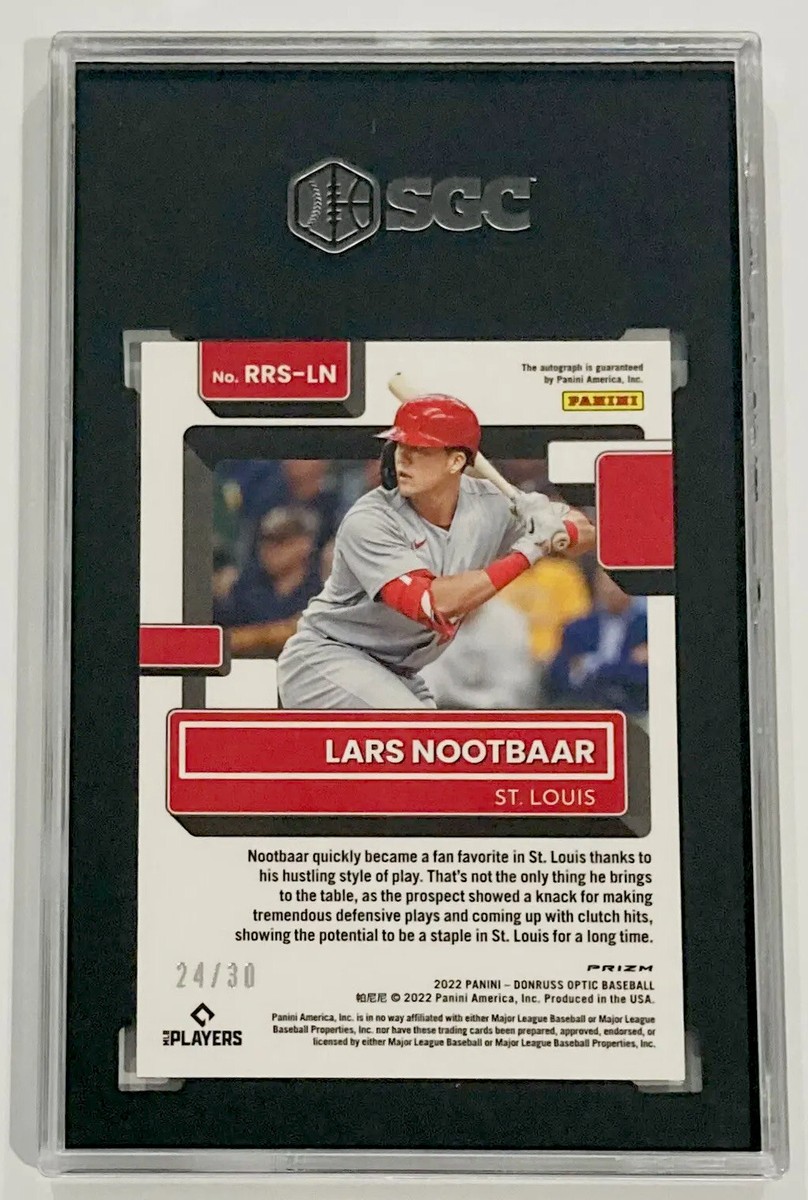 SGC
No. RRS-LN
The autograph is guaranteed
by Panini America, Inc.
PANINI
LARS NOOTBAAR
ST. LOUIS
Nootbaar quickly became a fan favorite in St. Louis thanks to
his hustling style of play. That's not the only thing he brings
to the table, as the prospect showed a knack for making
tremendous defensive plays and coming up with clutch hits,
showing the potential to be a staple in St. Louis for a long time.
24/30
PRIZM
2022 PANINI – DONRUSS OPTIC BASEBALL
帕尼尼 © 2022 Panini America, Inc. Produced in the USA.
MLB PLAYERS
Panini America, Inc. is in no way affiliated with either Major League Baseball or Major League
Baseball Properties, Inc. nor have these trading cards been prepared, approved, endorsed, or
licensed by either Major League Baseball or Major League Baseball Properties, Inc.